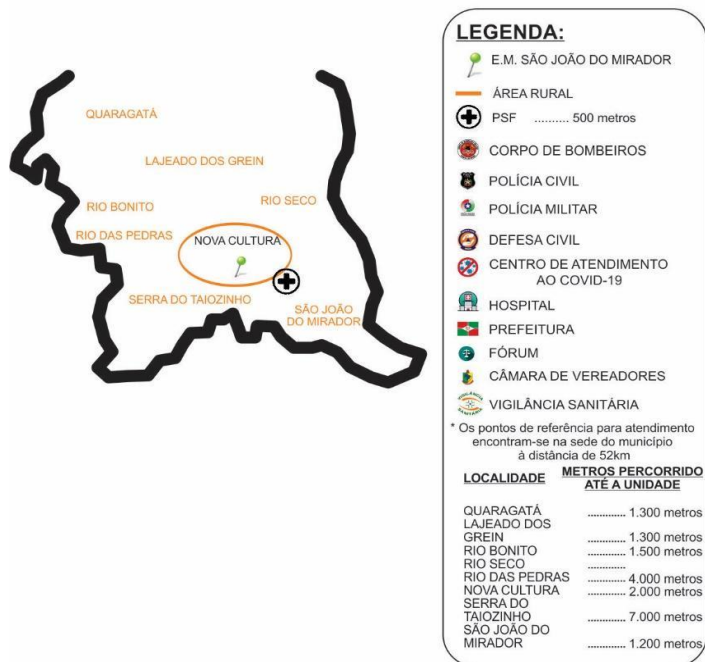 QUARAGATÁ
LAJEADO DOS GREIN
RIO BONITO
RIO SECO
RIO DAS PEDRAS
NOVA CULTURA
SERRA DO TAIOZINHO
SÃO JOÃO
DO MIRADOR
LEGENDA:
E.M. SÃO JOÃO DO MIRADOR
ÁREA RURAL
PSF .......... 500 metros
CORPO DE BOMBEIROS
POLÍCIA CIVIL
POLÍCIA MILITAR
DEFESA CIVIL
CENTRO DE ATENDIMENTO
AO COVID-19
HOSPITAL
PREFEITURA
FÓRUM
CÂMARA DE VEREADORES
VIGILÂNCIA SANITÁRIA
* Os pontos de referência para atendimento
encontram-se na sede do município
à distância de 52km
LOCALIDADE METROS PERCORRIDO
ATÉ A UNIDADE
QUARAGATÁ ............. 1.300 metros
LAJEADO DOS
GREIN ............. 1.300 metros
RIO BONITO ............. 1.500 metros
RIO SECO .............
RIO DAS PEDRAS ............. 4.000 metros
NOVA CULTURA ............. 2.000 metros
SERRA DO
TAIOZINHO ............. 7.000 metros
SÃO JOÃO DO
MIRADOR ............. 1.200 metros